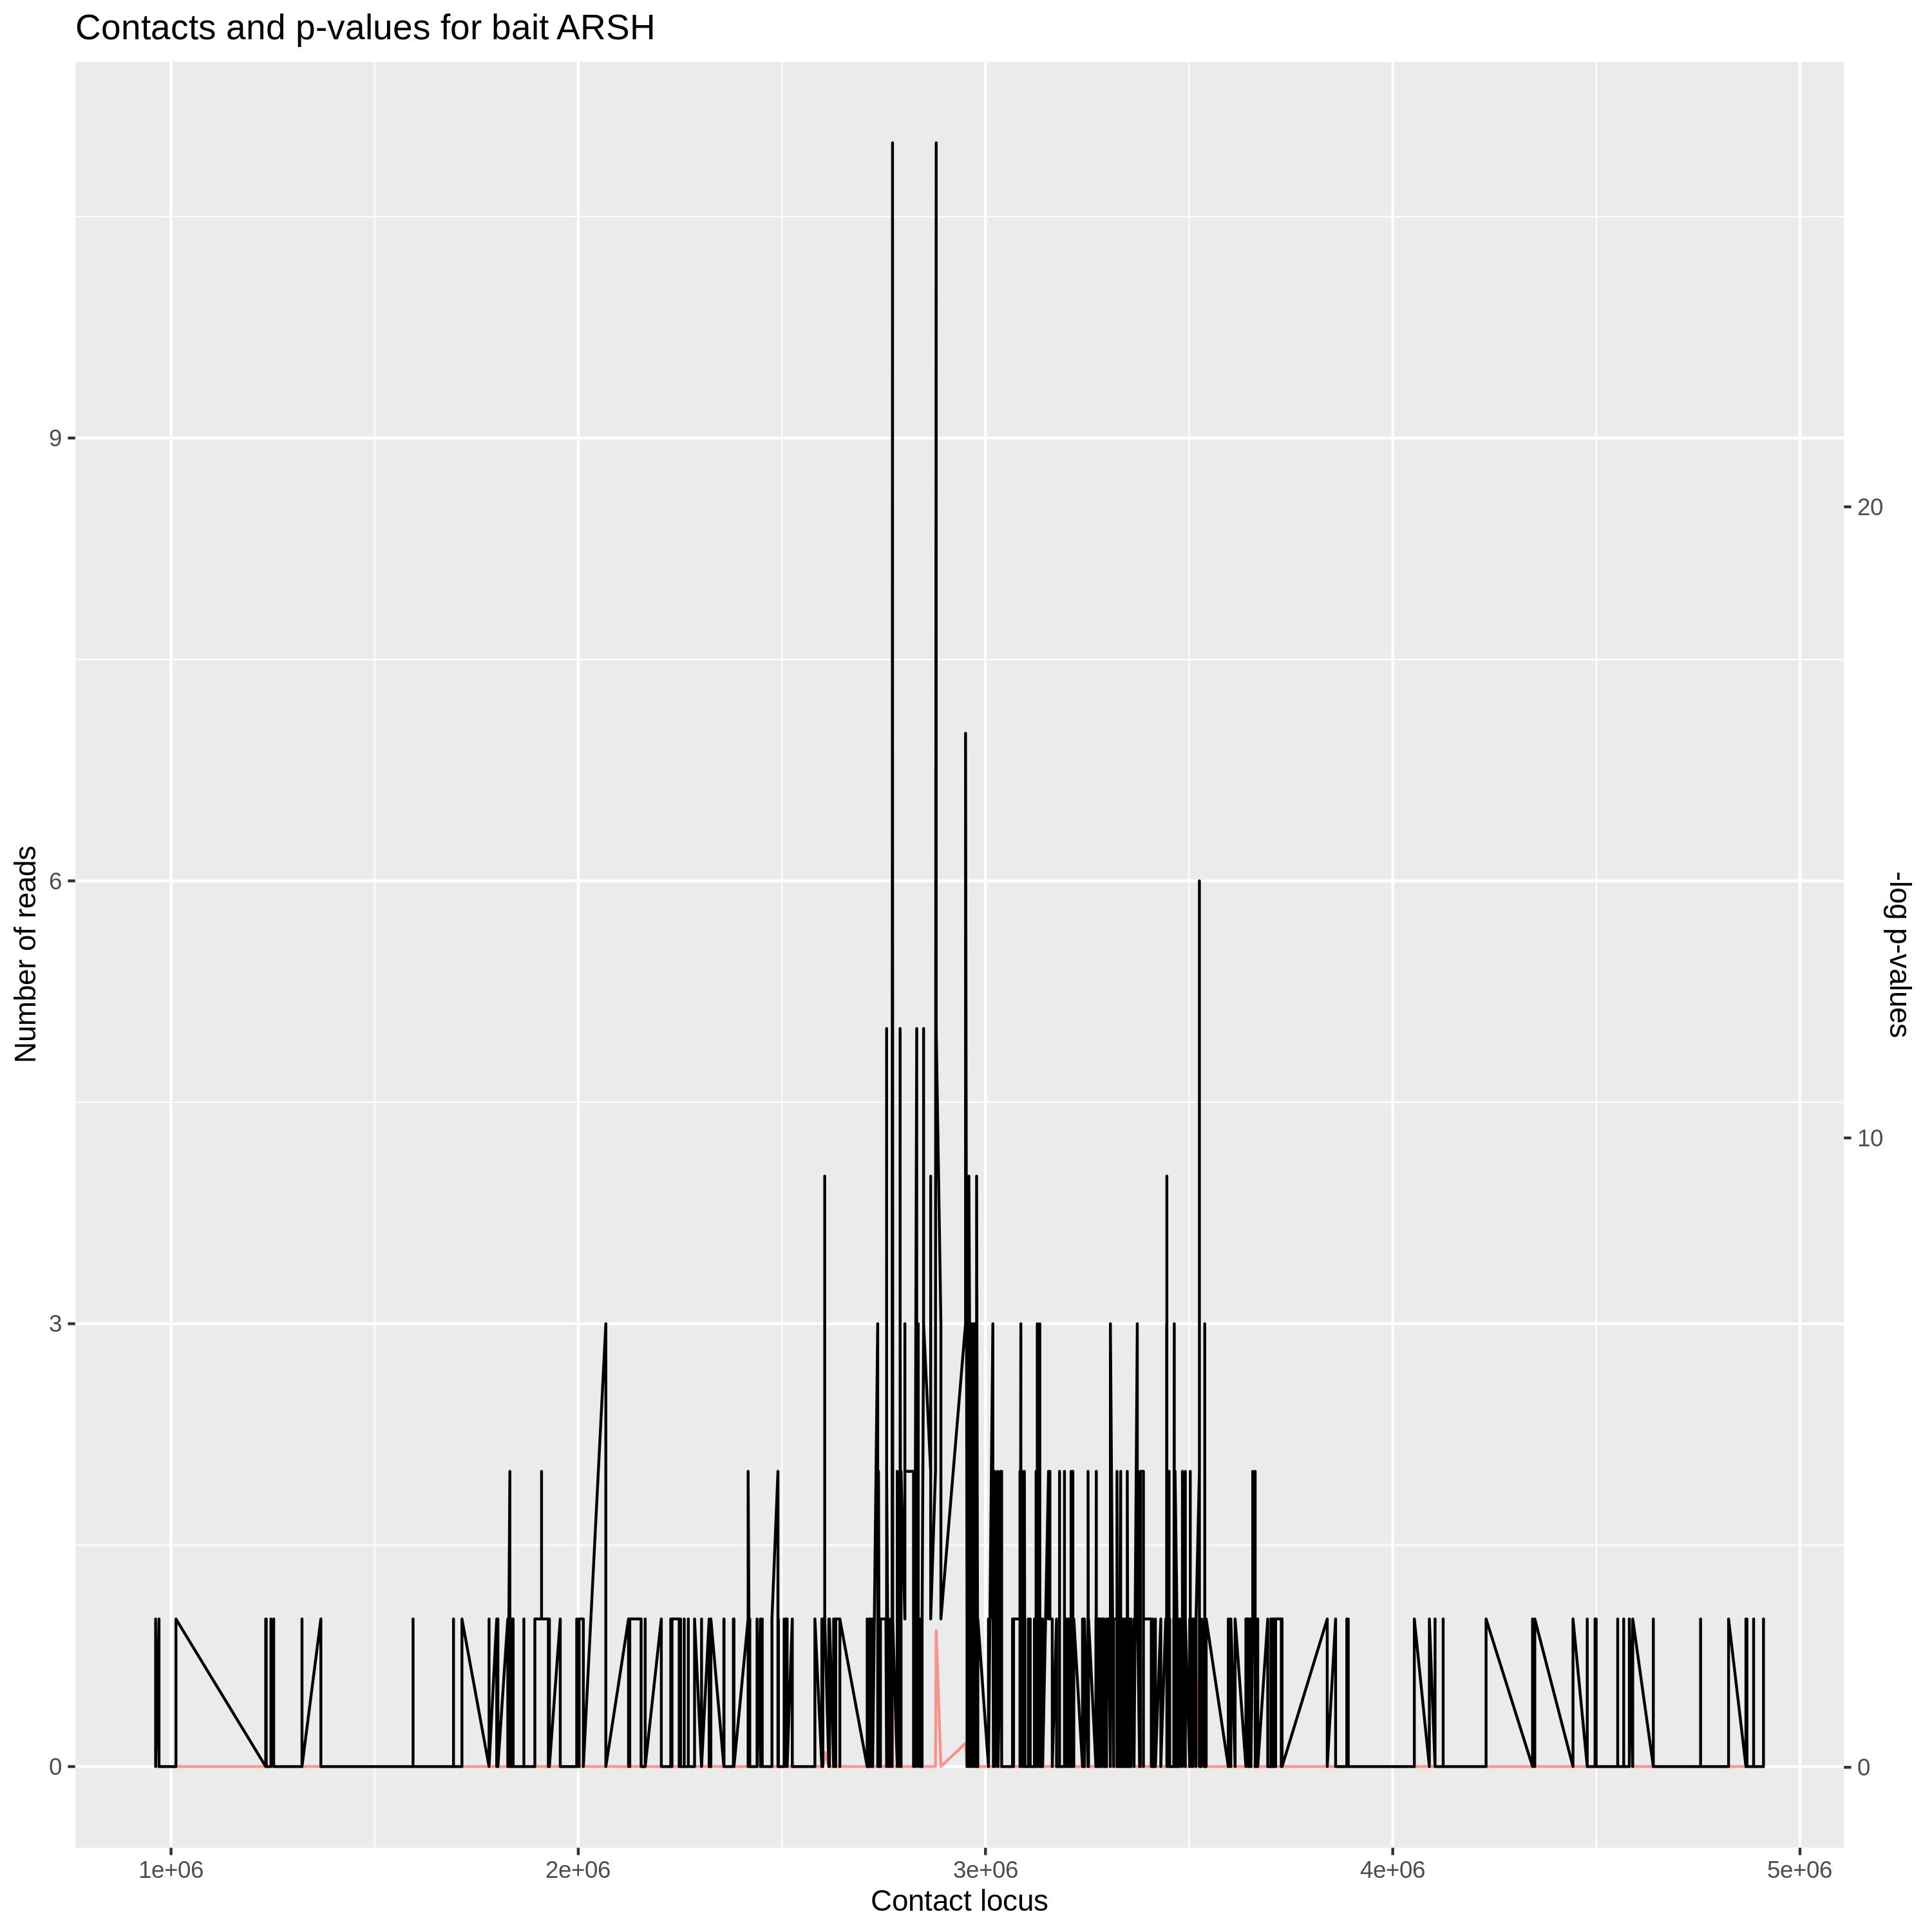 Contacts and p-values for bait ARSH
Number of reads
9
6
3
0
20
10
0
-log p-values
1e+06
2e+06
3e+06
4e+06
5e+06
Contact locus